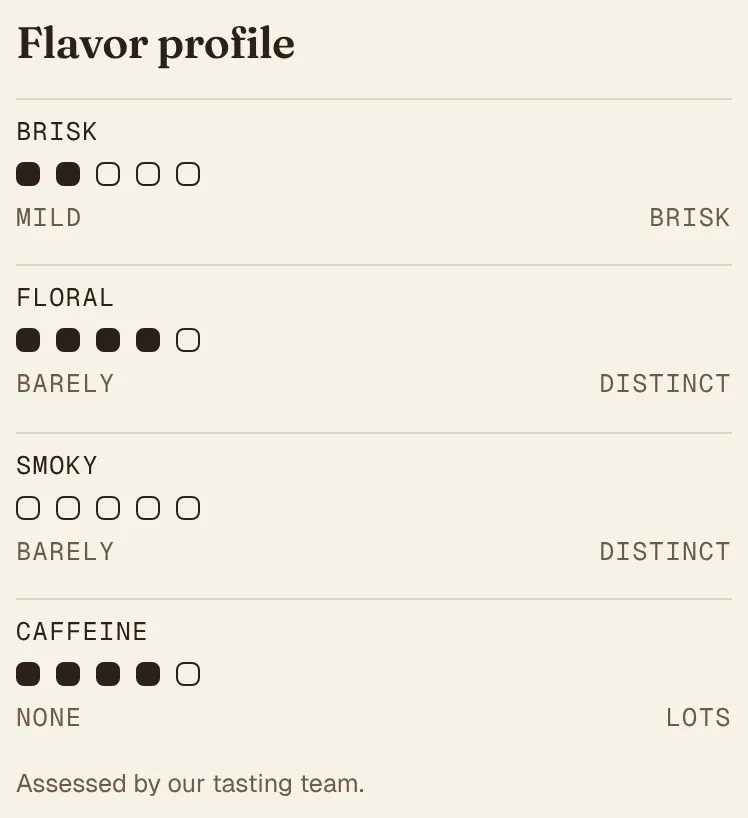 Flavor profile
BRISK
MILD BRISK
FLORAL
BARELY DISTINCT
SMOKY
BARELY DISTINCT
CAFFEINE
NONE LOTS
Assessed by our tasting team.